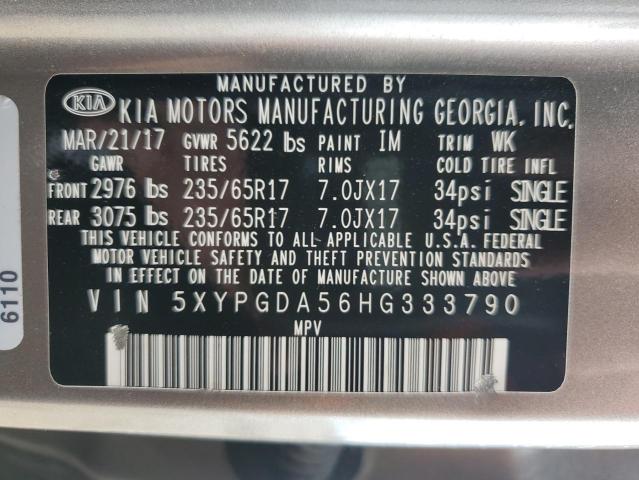 MANUFACTURED BY
KIA KIA MOTORS MANUFACTURING GEORGIA, INC.
MAR/21/17 GVWR 5622 lbs PAINT IM TRIM WK
GAWR TIRES RIMS COLD TIRE INFL
FRONT 2976 lbs 235/65R17 7.0JX17 34psi SINGLE
REAR 3075 lbs 235/65R17 7.0JX17 34psi SINGLE
THIS VEHICLE CONFORMS TO ALL APPLICABLE U.S.A. FEDERAL
MOTOR VEHICLE SAFETY AND THEFT PREVENTION STANDARDS
IN EFFECT ON THE DATE OF MANUFACTURE SHOWN ABOVE.
VIN 5XYPGDA56HG333790
MPV
6110